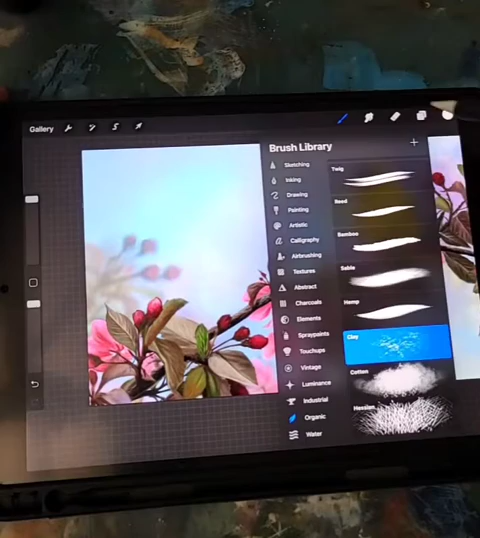 Gallery
Brush Library
Sketching
Inking
Drawing
Painting
Artistic
Calligraphy
Airbrushing
Textures
Abstract
Charcoals
Elements
Spraypaints
Touchups
Vintage
Luminance
Industrial
Organic
Water
Twig
Reed
Bamboo
Sable
Hemp
Clay
Cotton
Hessian